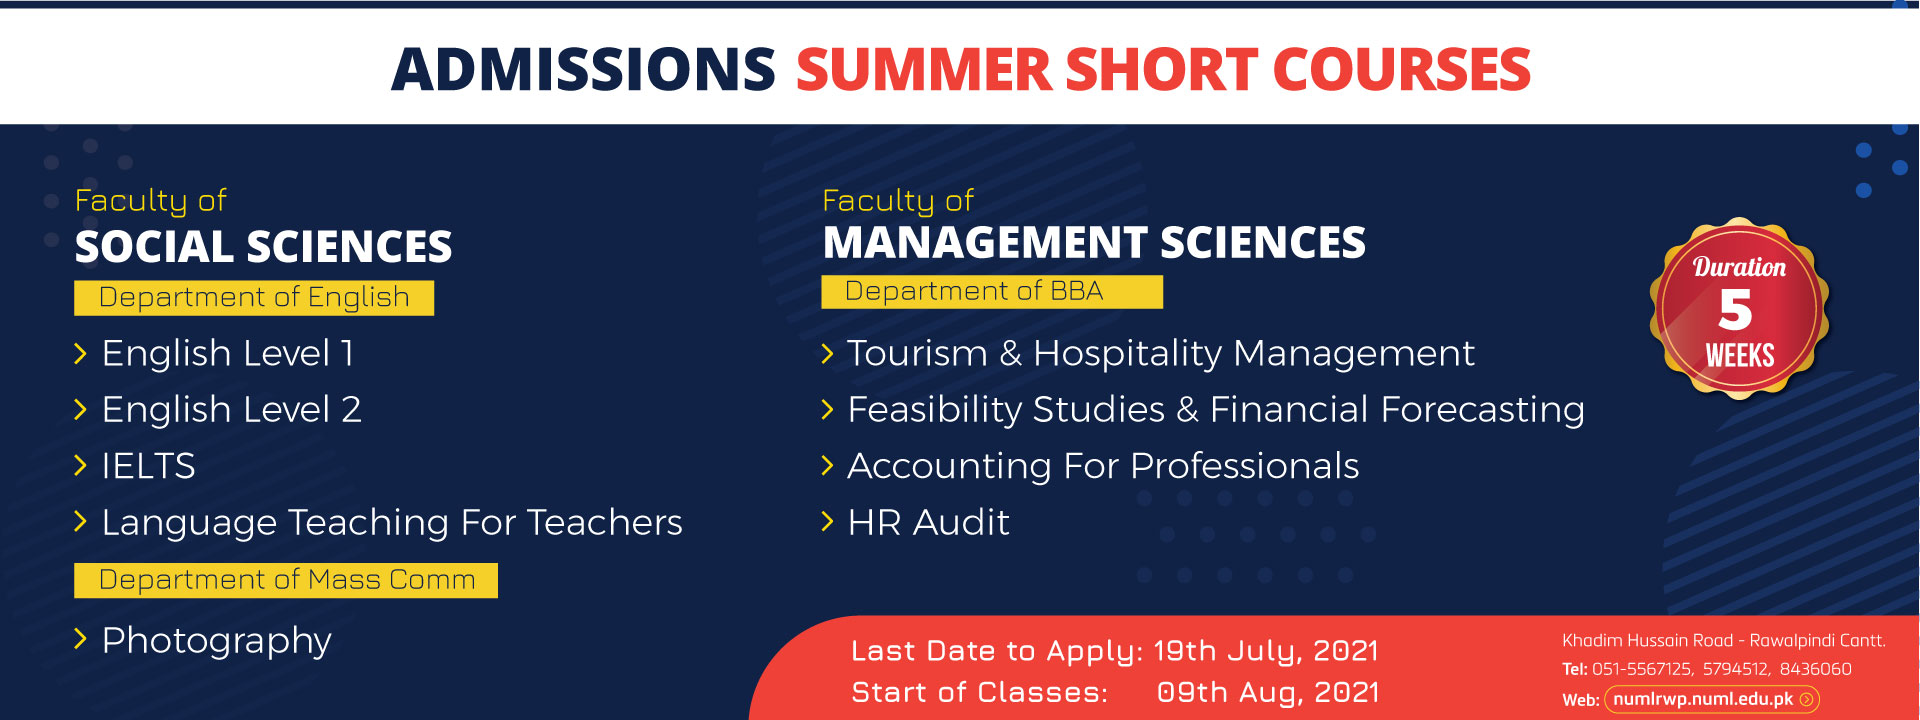 ADMISSIONS SUMMER SHORT COURSES
Faculty of
SOCIAL SCIENCES
Department of English
English Level 1
English Level 2
IELTS
Language Teaching For Teachers
Department of Mass Comm
Photography
Faculty of
MANAGEMENT SCIENCES
Department of BBA
Tourism & Hospitality Management
Feasibility Studies & Financial Forecasting
Accounting For Professionals
HR Audit
Duration
5
WEEKS
Last Date to Apply: 19th July, 2021
Start of Classes: 09th Aug, 2021
Khadim Hussain Road - Rawalpindi Cantt.
Tel: 051-5567125, 5794512, 8436060
Web: numlrwp.numl.edu.pk